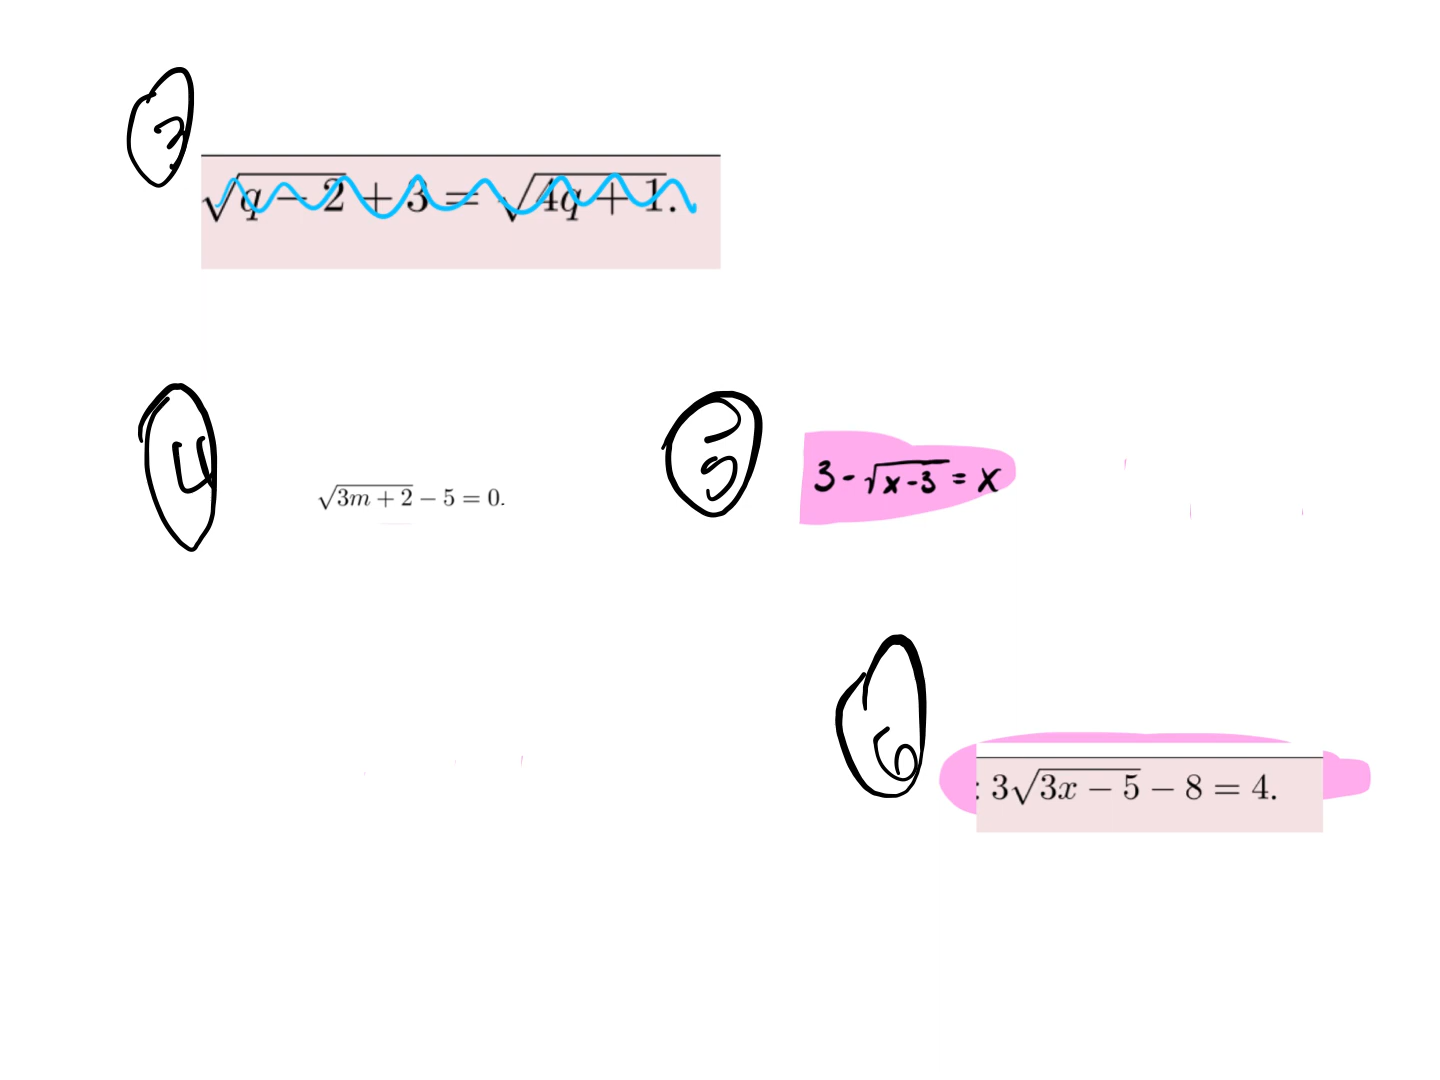 3
√(q − 2) + 3 = √(4q + 1).
4
√(3m + 2) − 5 = 0.
5
3 - √(x-3) = x
6
: 3√(3x − 5) − 8 = 4.